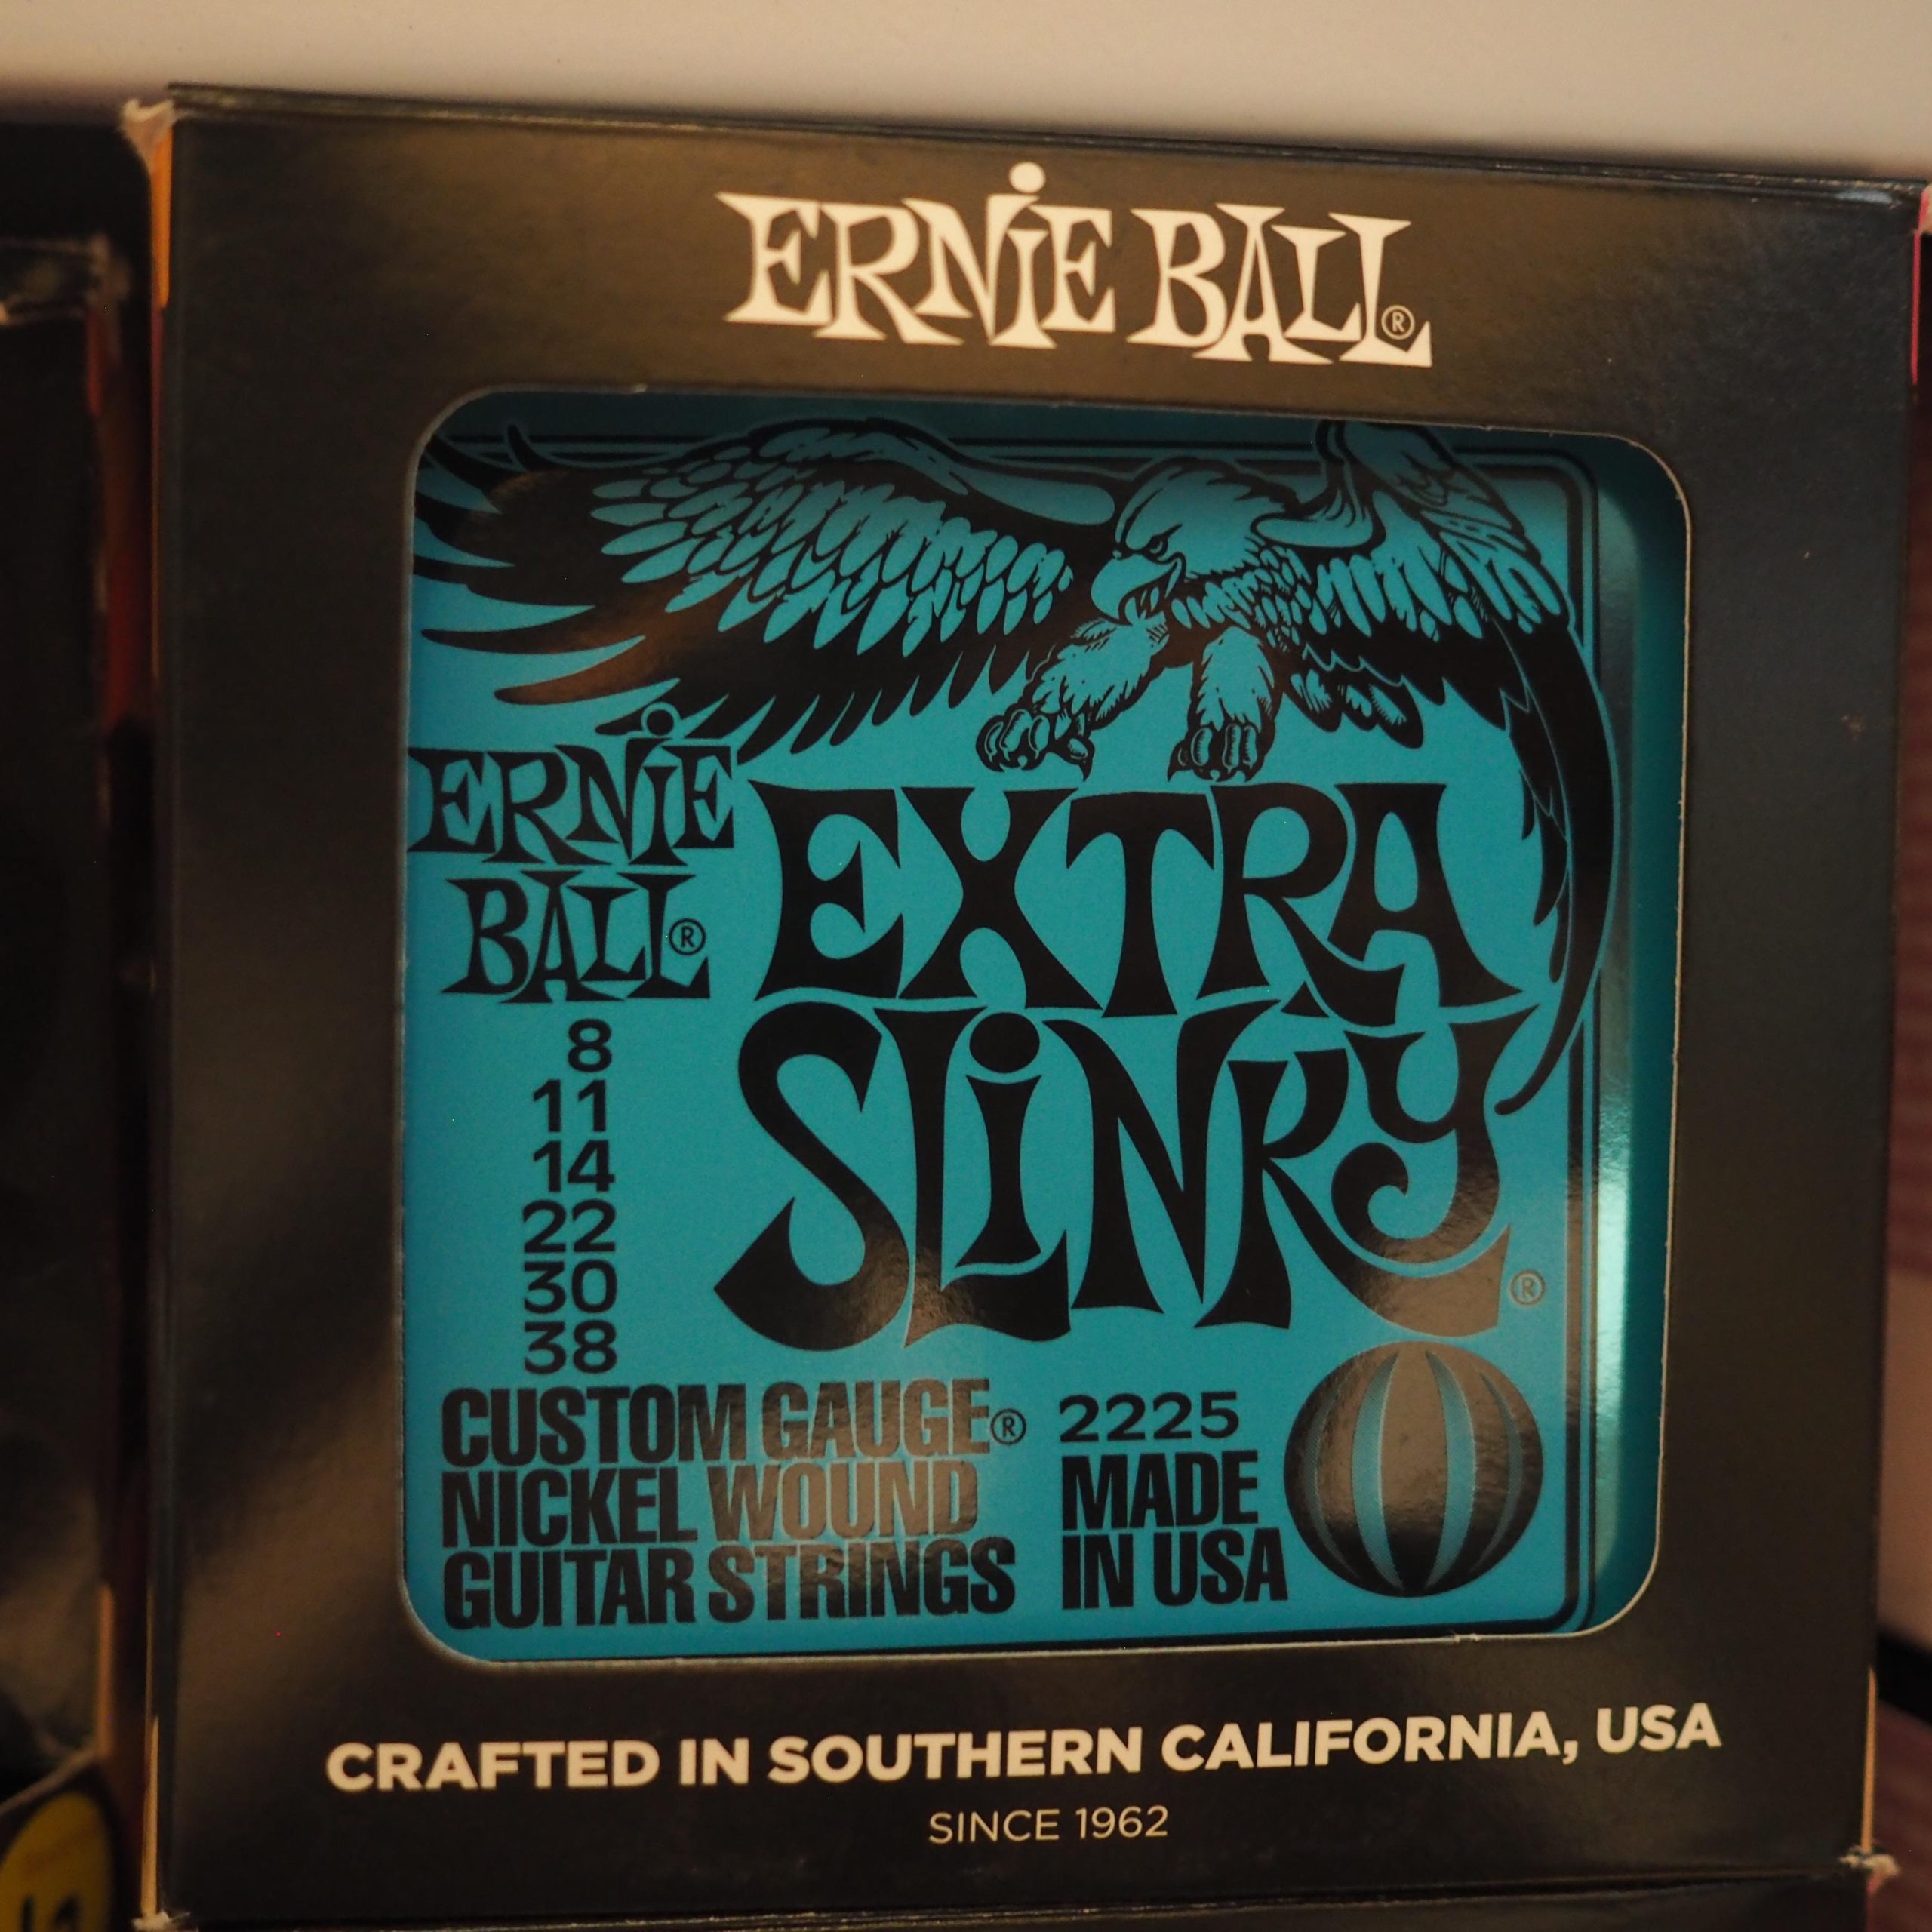 ERNiE BALL®
ERNiE
BALL®
EXTRA
SLiNKY®
8
11
14
22
30
38
CUSTOM GAUGE®
NICKEL WOUND
GUITAR STRINGS
2225
MADE
IN USA
CRAFTED IN SOUTHERN CALIFORNIA, USA
SINCE 1962